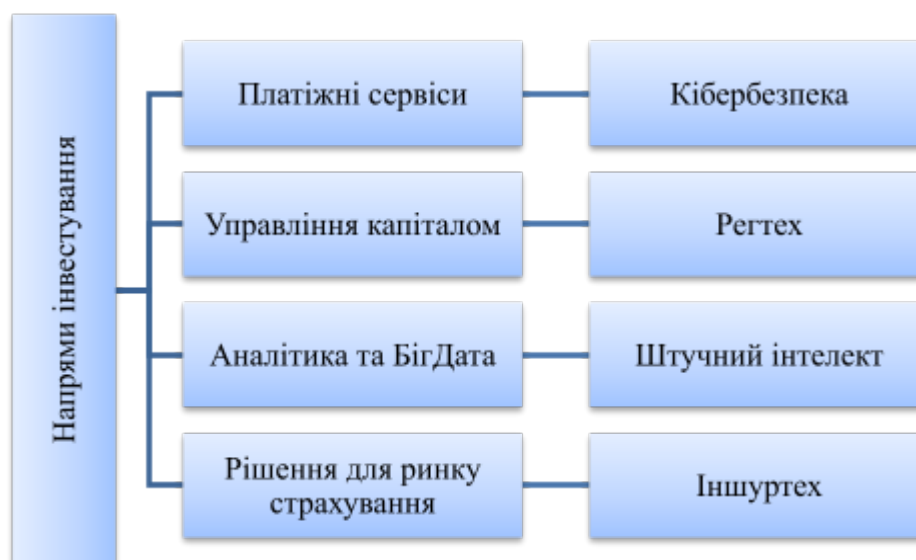 Напрями інвестування
Платіжні сервіси
Кібербезпека
Управління капіталом
Регтех
Аналітика та БігДата
Штучний інтелект
Рішення для ринку
страхування
Іншуртех